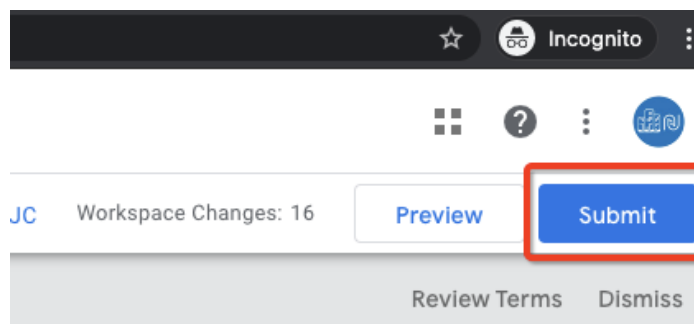 Incognito
JC Workspace Changes: 16 Preview Submit
Review Terms Dismiss